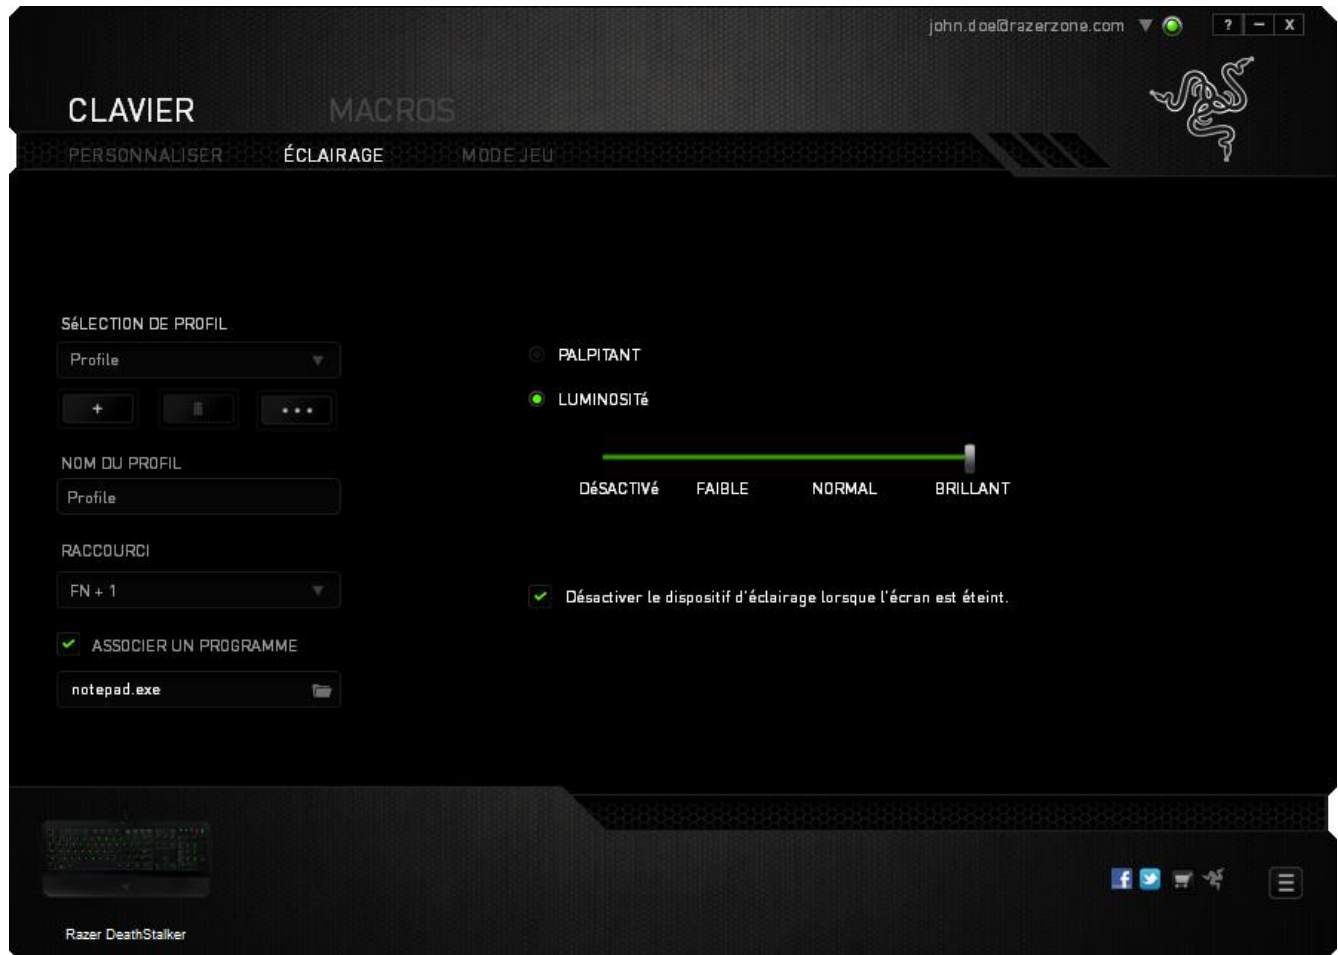 john.doe@razerzone.com
? – X
CLAVIER MACROS
PERSONNALISER ÉCLAIRAGE MODE JEU
SéLECTION DE PROFIL
Profile
+ •••
NOM DU PROFIL
Profile
RACCOURCI
FN + 1
ASSOCIER UN PROGRAMME
notepad.exe
PALPITANT
LUMINOSITé
DéSACTIVé FAIBLE NORMAL BRILLANT
Désactiver le dispositif d'éclairage lorsque l'écran est éteint.
Razer DeathStalker